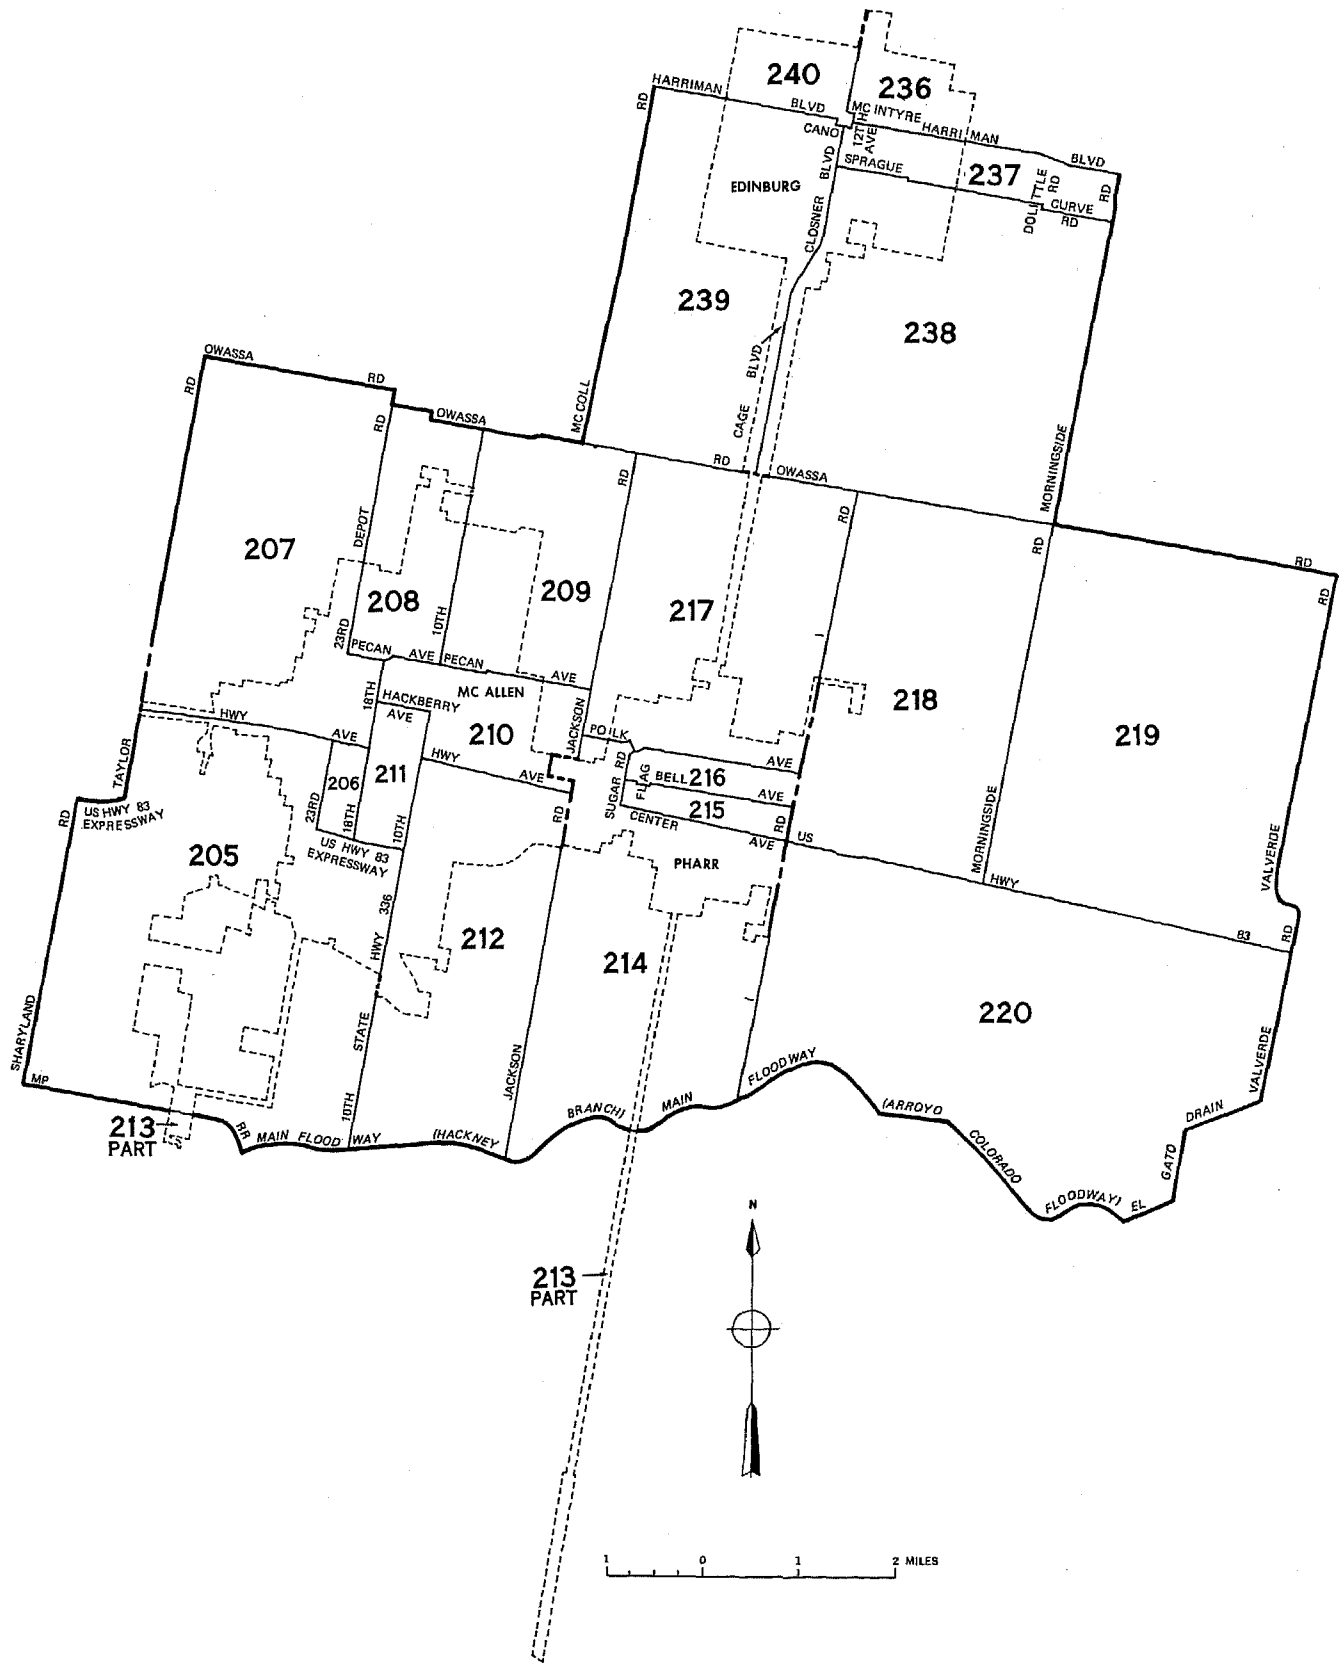 240
236
HARRIMAN
BLVD
RD
MC INTYRE
CANO
12TH
AVE
HARRIMAN
BLVD
SPRAGUE
237
DOLITTLE
RD
CURVE
RD
RD
EDINBURG
BLVD
CLOSNER
239
238
BLVD
CAGE
MC COLL
MORNINGSIDE
OWASSA
RD
RD
OWASSA
RD
OWASSA
RD
RD
RD
RD
RD
RD
207
DEPOT
208
209
217
218
219
23RD
10TH
PECAN
AVE
PECAN
AVE
MC ALLEN
18TH
HACKBERRY
AVE
210
JACKSON
POLK
AVE
HWY
AVE
HWY
AVE
TAYLOR
206
211
RD
SUGAR
FLAG
BELL
216
AVE
215
CENTER
AVE
RD
US
HWY
83
RD
US HWY 83
EXPRESSWAY
RD
23RD
18TH
10TH
US HWY 83
EXPRESSWAY
RD
PHARR
MORNINGSIDE
VALVERDE
205
336
HWY
STATE
10TH
212
214
220
SHARYLAND
JACKSON
VALVERDE
MP
RR
213
PART
MAIN
FLOOD
WAY
(HACKNEY
BRANCH)
MAIN
FLOODWAY
(ARROYO
COLORADO
FLOODWAY)
EL
GATO
DRAIN
213
PART
N
1 0 1 2 MILES